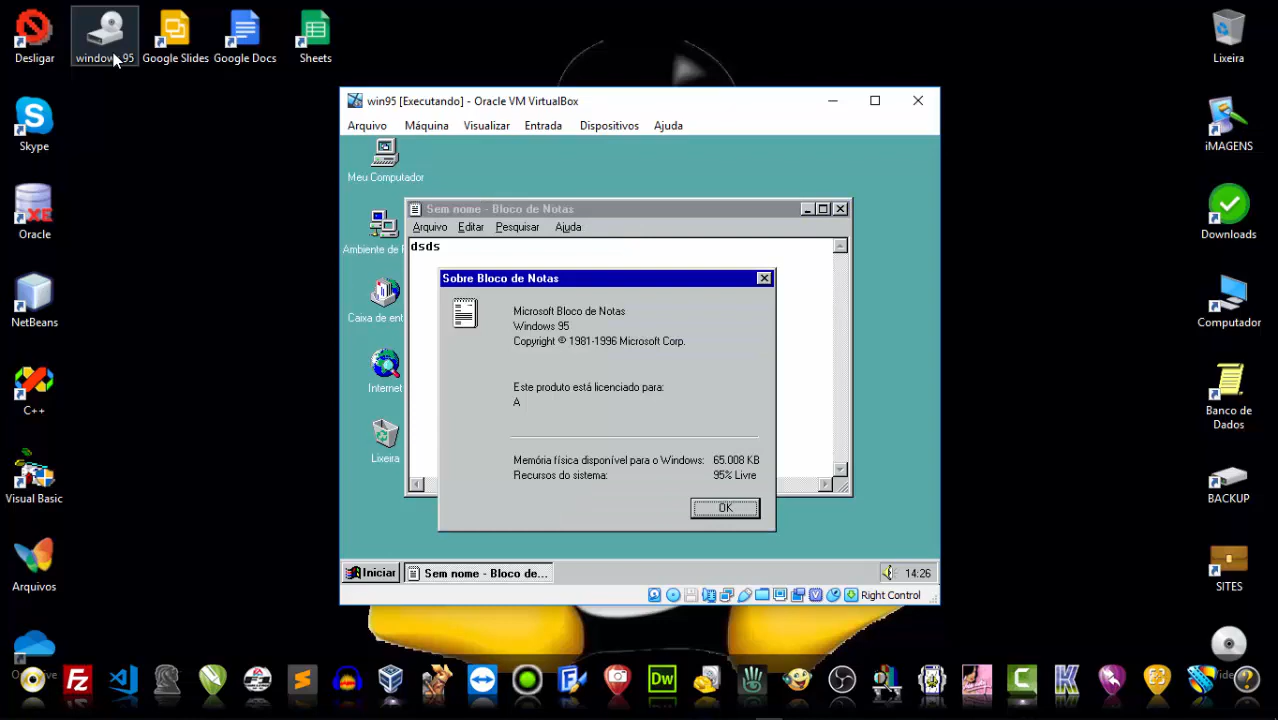 Desligar
windows 95
Google Slides
Google Docs
Sheets
Lixeira
Skype
iMAGENS
Oracle
Downloads
NetBeans
Computador
C++
Banco de
Dados
Visual Basic
BACKUP
Arquivos
SITES
win95 [Executando] - Oracle VM VirtualBox
Arquivo Máquina Visualizar Entrada Dispositivos Ajuda
Meu Computador
Ambiente de
Caixa de ent
Internet
Lixeira
Sem nome - Bloco de Notas
Arquivo Editar Pesquisar Ajuda
dsds
Sobre Bloco de Notas
Microsoft Bloco de Notas
Windows 95
Copyright © 1981-1996 Microsoft Corp.
Este produto está licenciado para:
A
Memória física disponível para o Windows: 65.008 KB
Recursos do sistema: 95% Livre
OK
Iniciar Sem nome - Bloco de... 14:26
Right Control
XE
Fz
Dw